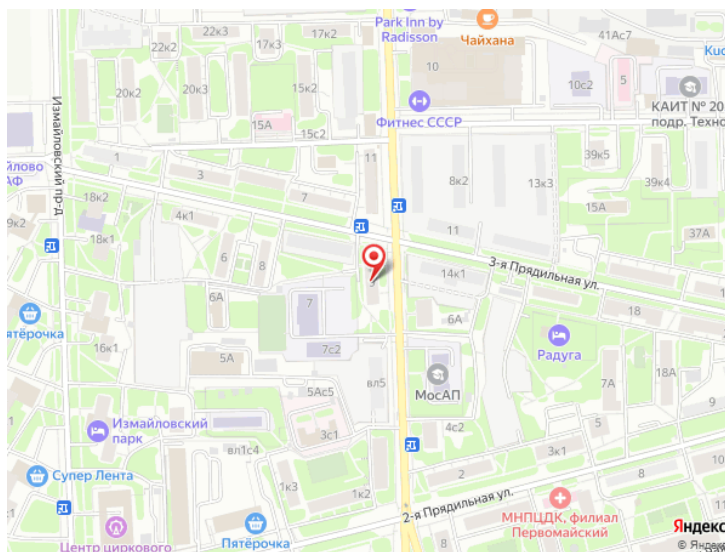 22к3
17к3
Park Inn by
Radisson
Чайхана
41Ас7
22к2
17к2
10
5
10с2
20к2
20к3
Фитнес СССР
КАИТ № 20
подр. Техно
15А
15с2
Измайловский пр-д
1
3
11
7
8к2
13к3
39к5
39к4
15А
18к2
4к1
9к2
18к1
6
8
11
3-я Прядильная ул.
37А
14к1
6А
7
6А
18
Пятёрочка
16к1
5А
7с2
Радуга
5Ас5
вл5
МосАП
7А
18А
Измайловский
парк
3с1
4с2
вл1с4
3к1
8
Супер Лента
1к3
1к2
2
6
8
2-я Прядильная ул.
МНПЦДК, филиал
Первомайский
Центр циркового
Пятёрочка
Яндекс
© Яндекс